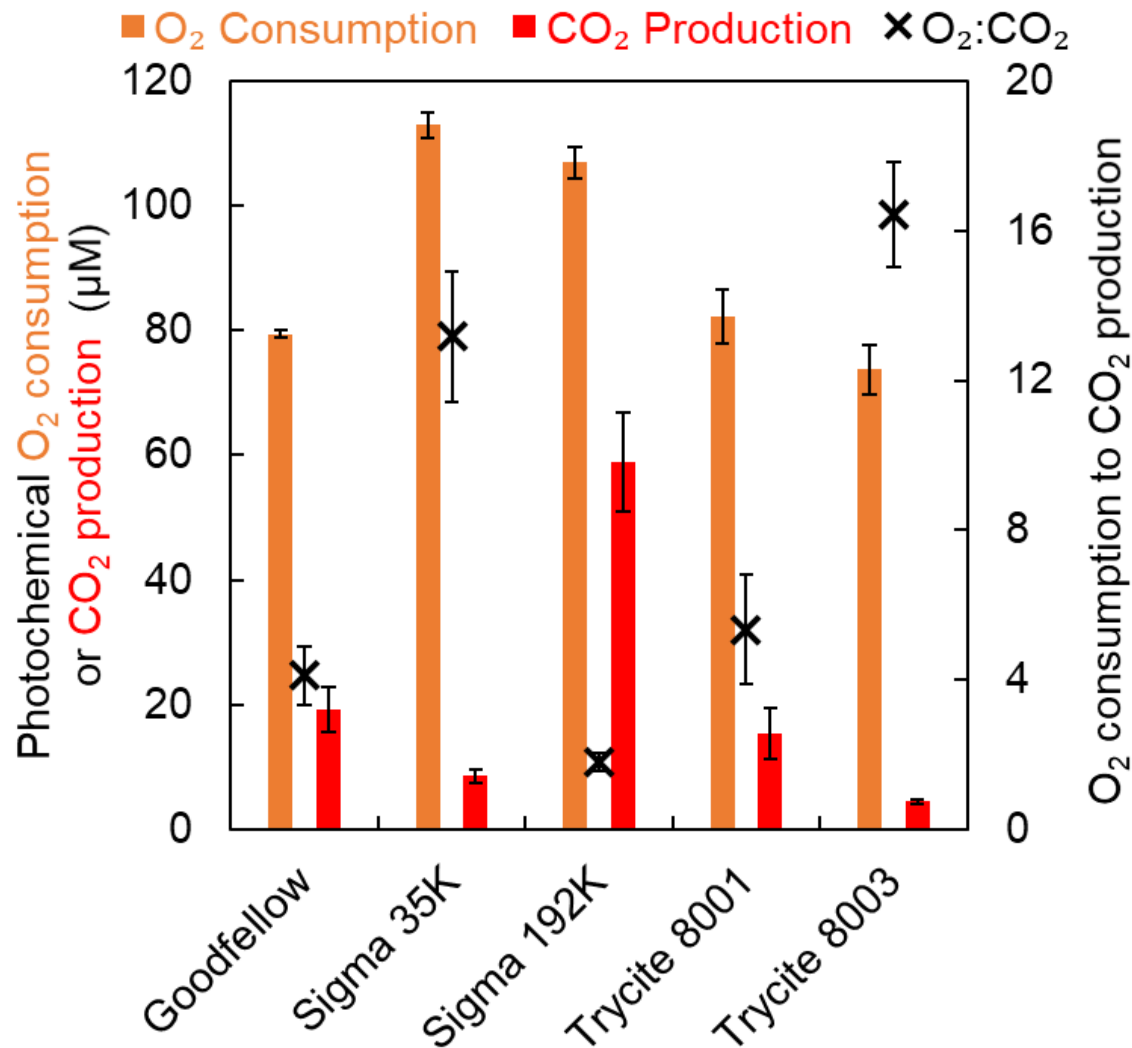 O₂ Consumption CO₂ Production O₂:CO₂
Photochemical O₂ consumption
or CO₂ production (µM)
120
100
80
60
40
20
0
20
16
12
8
4
0
O₂ consumption to CO₂ production
Goodfellow
Sigma 35K
Sigma 192K
Trycite 8001
Trycite 8003